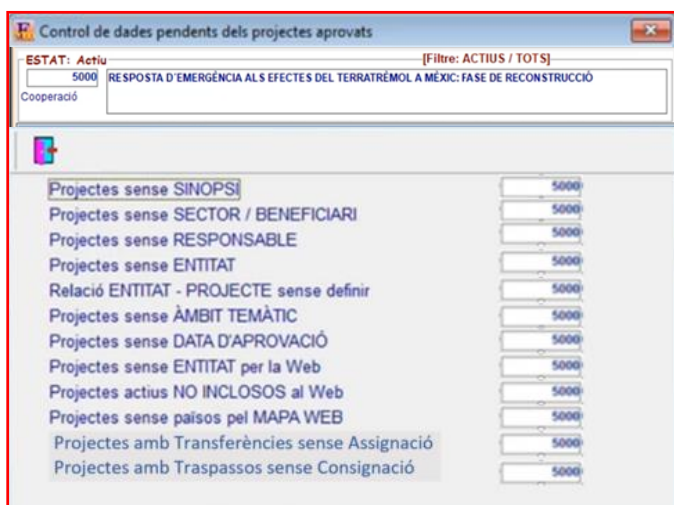 Control de dades pendents dels projectes aprovats
ESTAT: Actiu [Filtre: ACTIUS / TOTS]
5000 RESPOSTA D´EMERGÈNCIA ALS EFECTES DEL TERRATRÉMOL A MÈXIC: FASE DE RECONSTRUCCIÓ
Cooperació
Projectes sense SINOPSI 5000
Projectes sense SECTOR / BENEFICIARI 5000
Projectes sense RESPONSABLE 5000
Projectes sense ENTITAT 5000
Relació ENTITAT - PROJECTE sense definir 5000
Projectes sense ÀMBIT TEMÀTIC 5000
Projectes sense DATA D'APROVACIÓ 5000
Projectes sense ENTITAT per la Web 5000
Projectes actius NO INCLOSOS al Web 5000
Projectes sense països pel MAPA WEB 5000
Projectes amb Transferències sense Assignació 5000
Projectes amb Traspassos sense Consignació 5000